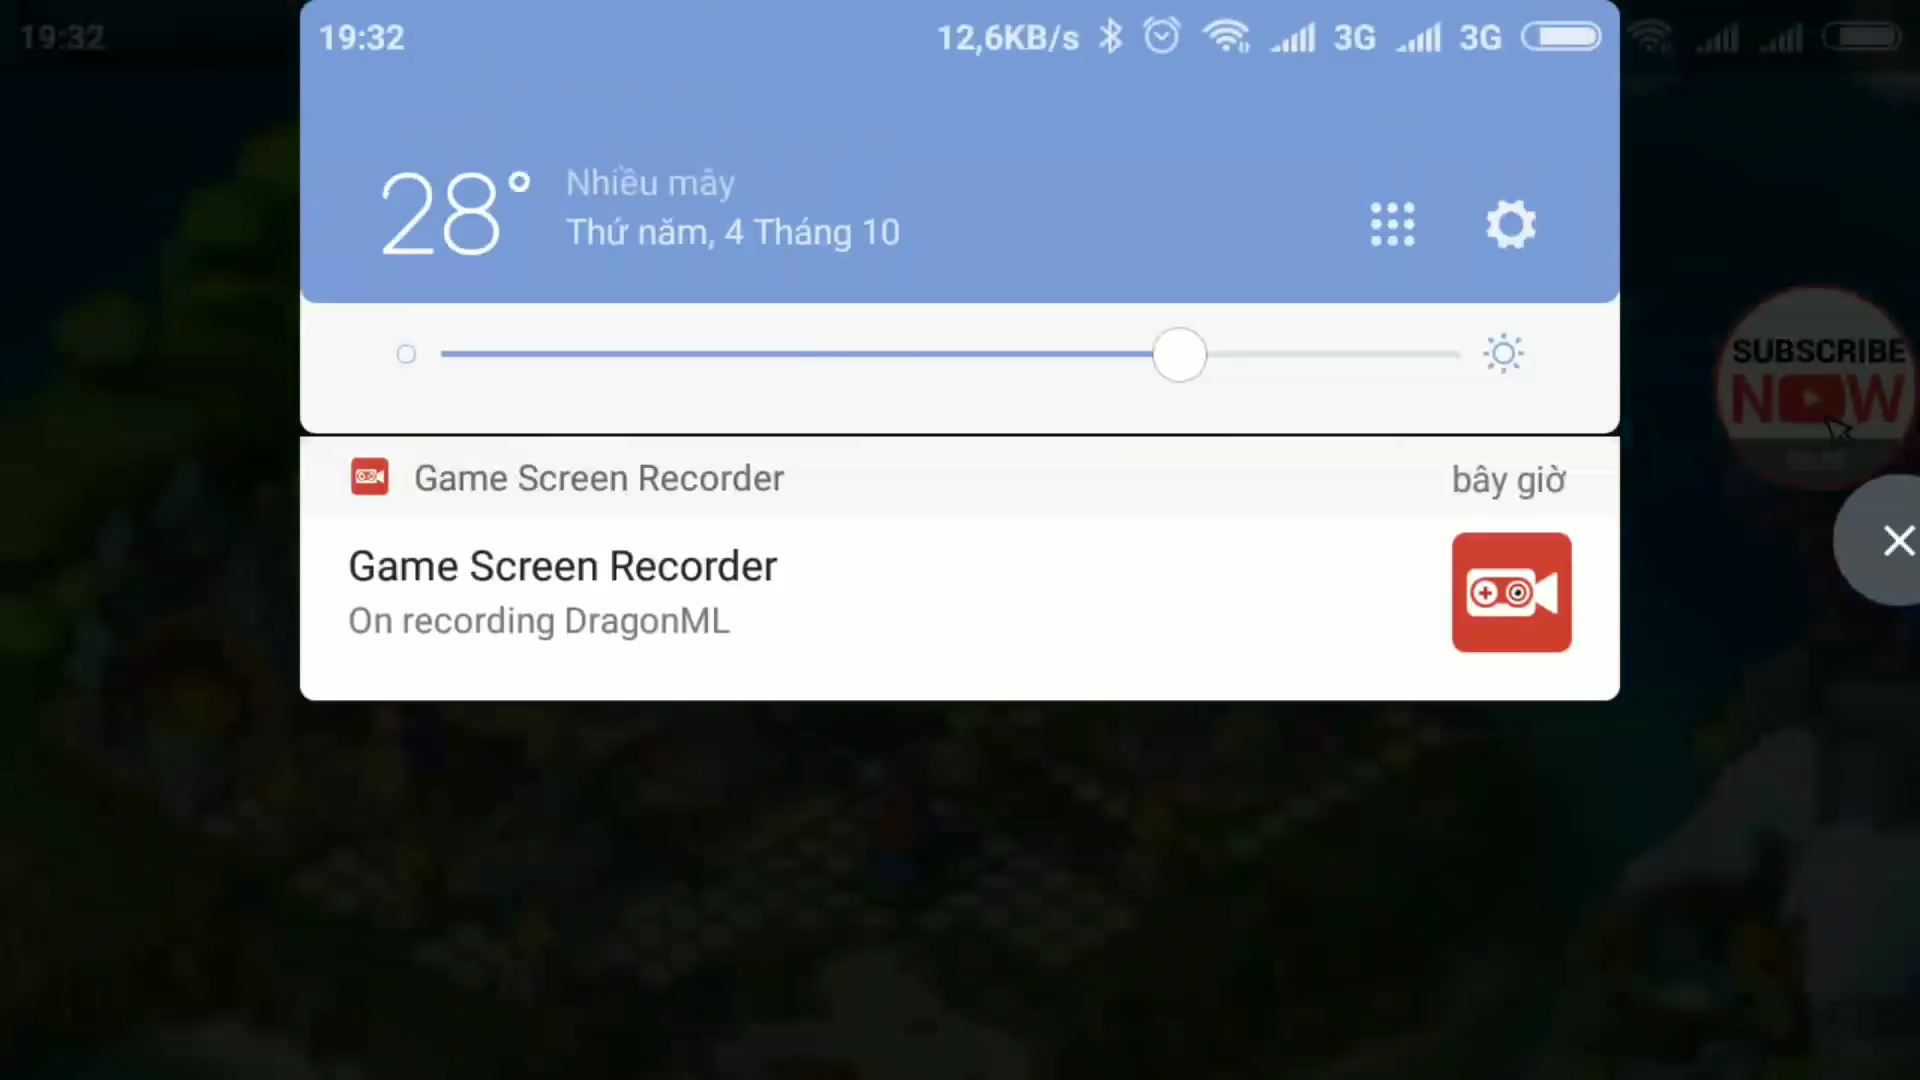 19:32
19:32 12,6KB/s 3G 3G
28° Nhiều mây
Thứ năm, 4 Tháng 10
SUBSCRIBE
NOW
Game Screen Recorder bây giờ
Game Screen Recorder
On recording DragonML